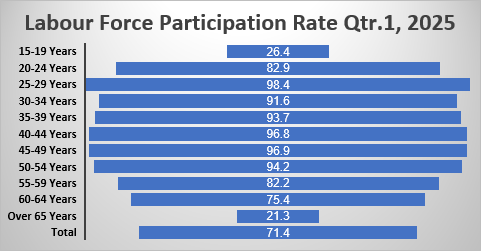 Labour Force Participation Rate Qtr.1, 2025
15-19 Years 26.4
20-24 Years 82.9
25-29 Years 98.4
30-34 Years 91.6
35-39 Years 93.7
40-44 Years 96.8
45-49 Years 96.9
50-54 Years 94.2
55-59 Years 82.2
60-64 Years 75.4
Over 65 Years 21.3
Total 71.4